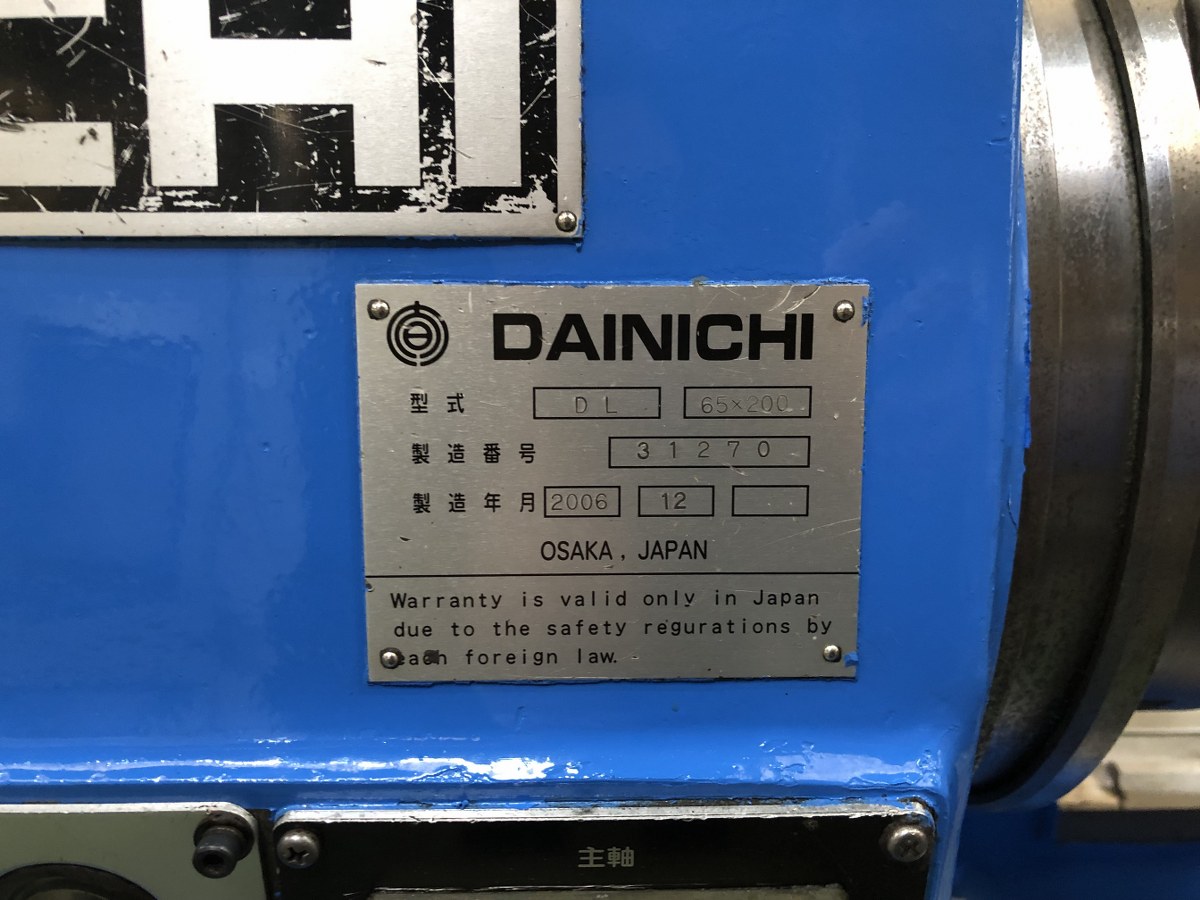 CHI
DAINICHI
型式 DL 65×200
製造番号 31270
製造年月 2006 12
OSAKA, JAPAN
Warranty is valid only in Japan
due to the safety regurations by
each foreign law.
主軸